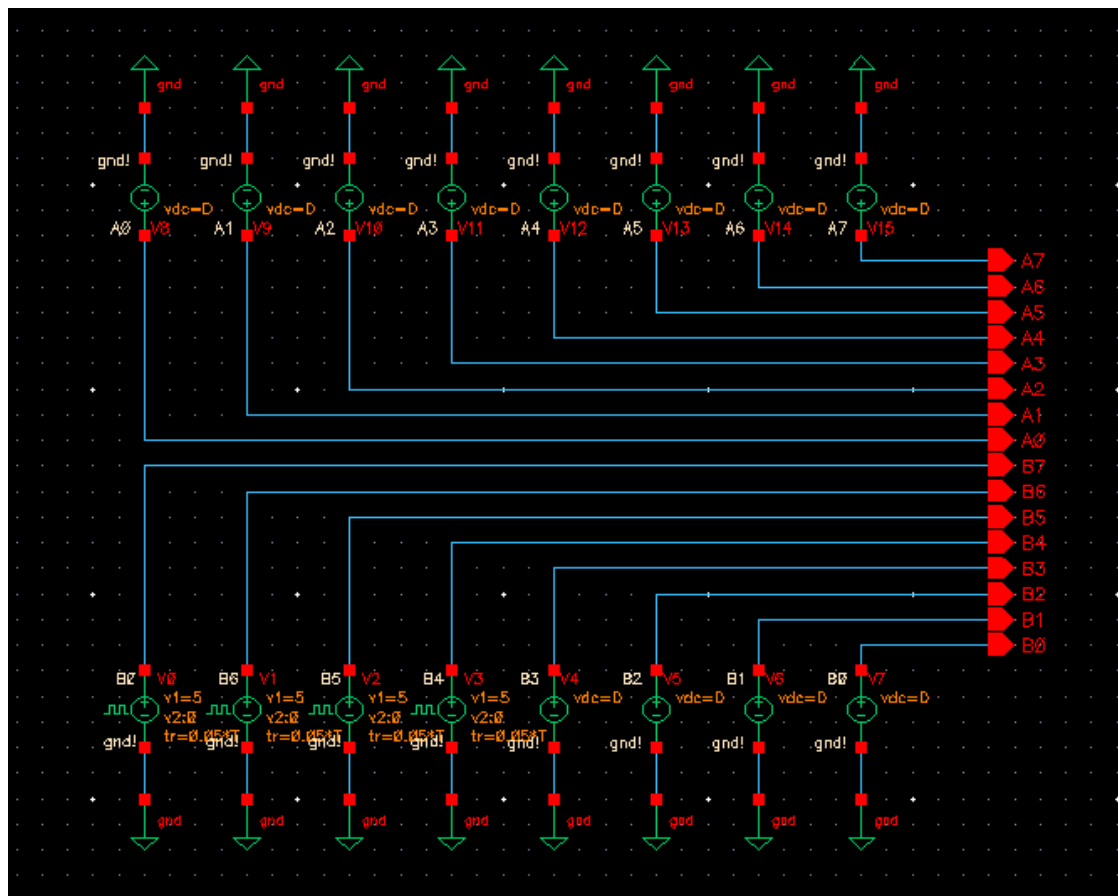 gnd gnd gnd gnd gnd gnd gnd gnd
gnd! gnd! gnd! gnd! gnd! gnd! gnd! gnd!
vdc=D vdc=D vdc=D vdc=D vdc=D vdc=D vdc=D vdc=D
A0 V8 A1 V9 A2 V10 A3 V11 A4 V12 A5 V13 A6 V14 A7 V15
A7
A6
A5
A4
A3
A2
A1
A0
B7
B6
B5
B4
B3
B2
B1
B0
B7 V0 B6 V1 B5 V2 B4 V3 B3 V4 B2 V5 B1 V6 B0 V7
v1=5 v1=5 v1=5 v1=5 vdc=D vdc=D vdc=D vdc=D
v2:0 v2:0 v2:0 v2:0
tr=0.05*T tr=0.05*T tr=0.05*T tr=0.05*T
gnd! gnd! gnd! gnd! gnd! gnd! gnd! gnd!
gnd gnd gnd gnd gnd gnd gnd gnd